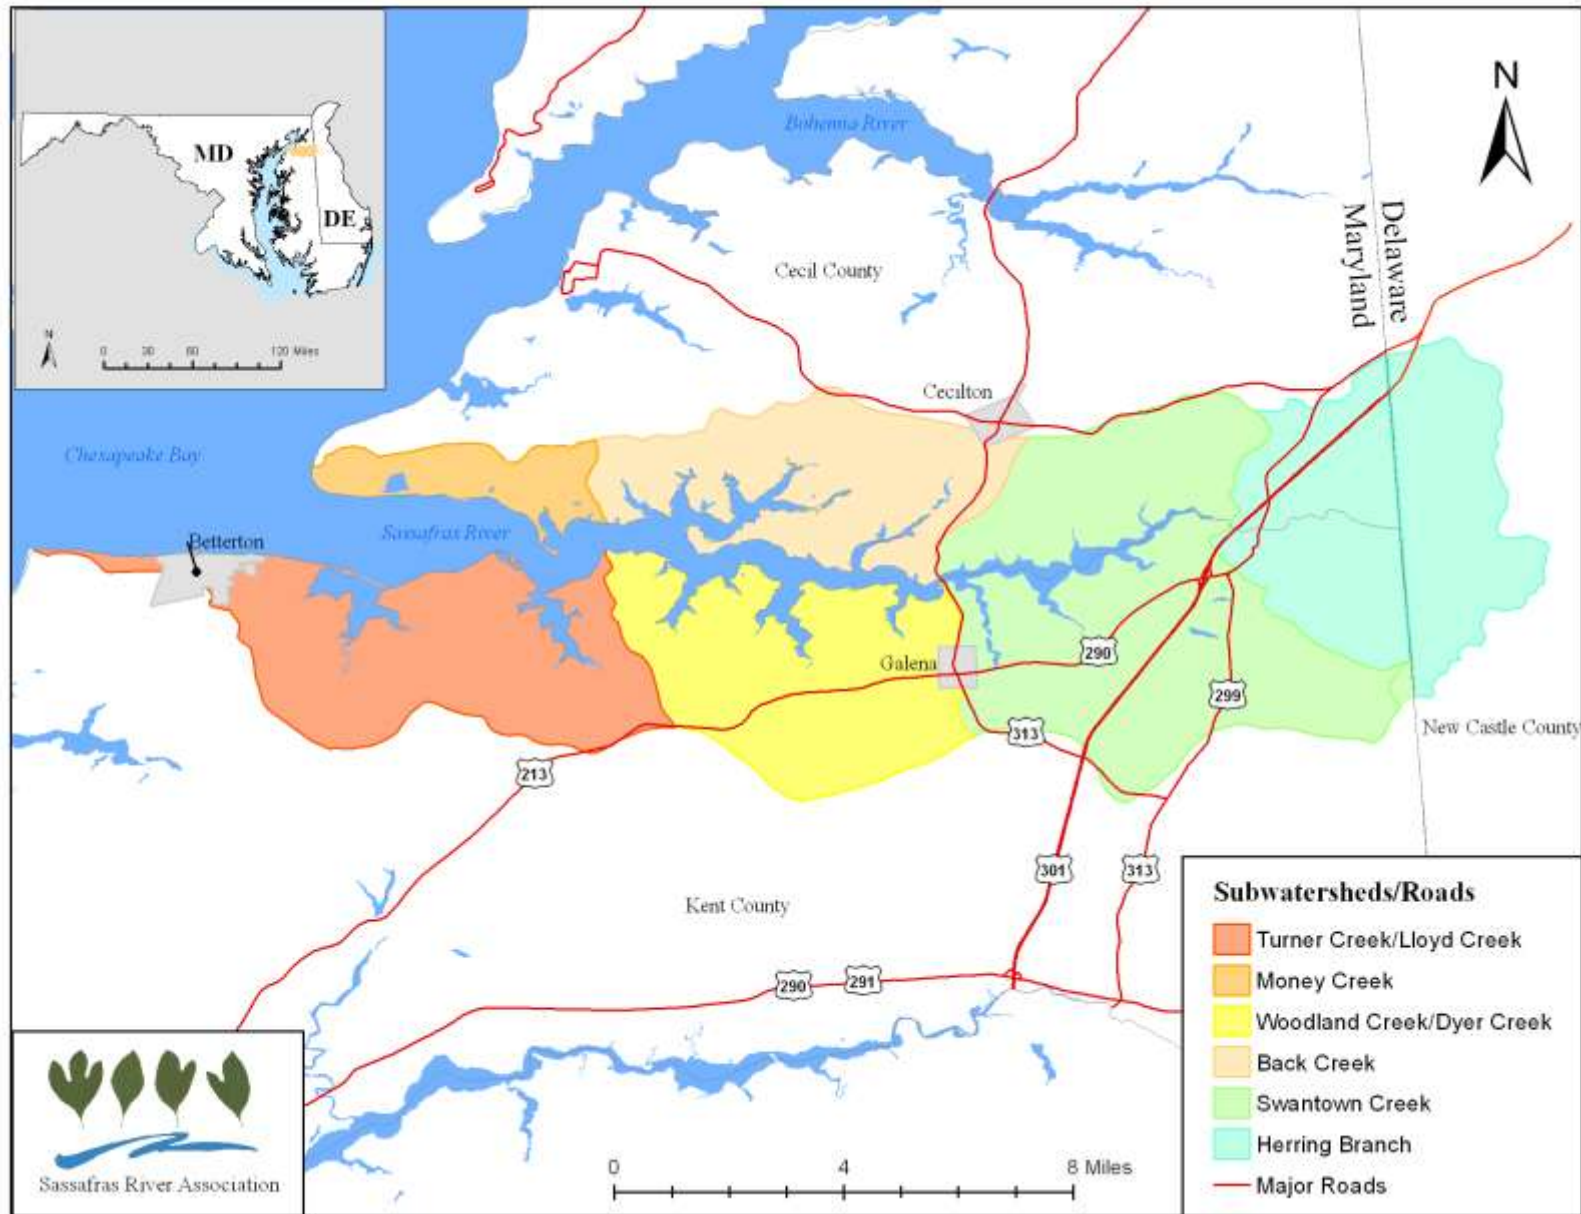 Bohemia River
N
MD
DE
N
0 30 60 120 Miles
Delaware
Maryland
Cecil County
Cecilton
Chesapeake Bay
Sassafras River
Betterton
Galena
290
299
313
New Castle County
213
301
313
Kent County
290
291
Subwatersheds/Roads
Turner Creek/Lloyd Creek
Money Creek
Woodland Creek/Dyer Creek
Back Creek
Swantown Creek
Herring Branch
Major Roads
0 4 8 Miles
Sassafras River Association